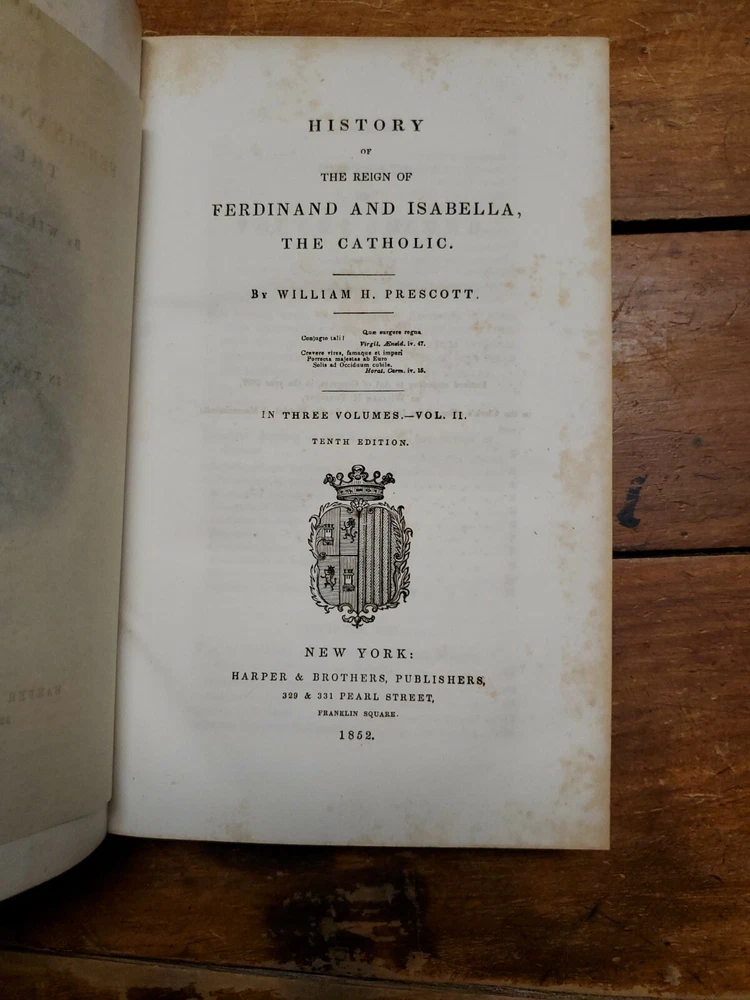 HISTORY
OF
THE REIGN OF
FERDINAND AND ISABELLA,
THE CATHOLIC.
By WILLIAM H. PRESCOTT.
Quæ surgere regna
Conjugio tali!
Virgil. Æneid. iv. 47.
Crevere vires, famaque et imperi
Porrecta majestas ab Euro
Solis ad Occiduum cubile.
Horat. Carm. iv. 15.
IN THREE VOLUMES.—VOL. II.
TENTH EDITION.
NEW YORK:
HARPER & BROTHERS, PUBLISHERS,
329 & 331 PEARL STREET,
FRANKLIN SQUARE.
1852.